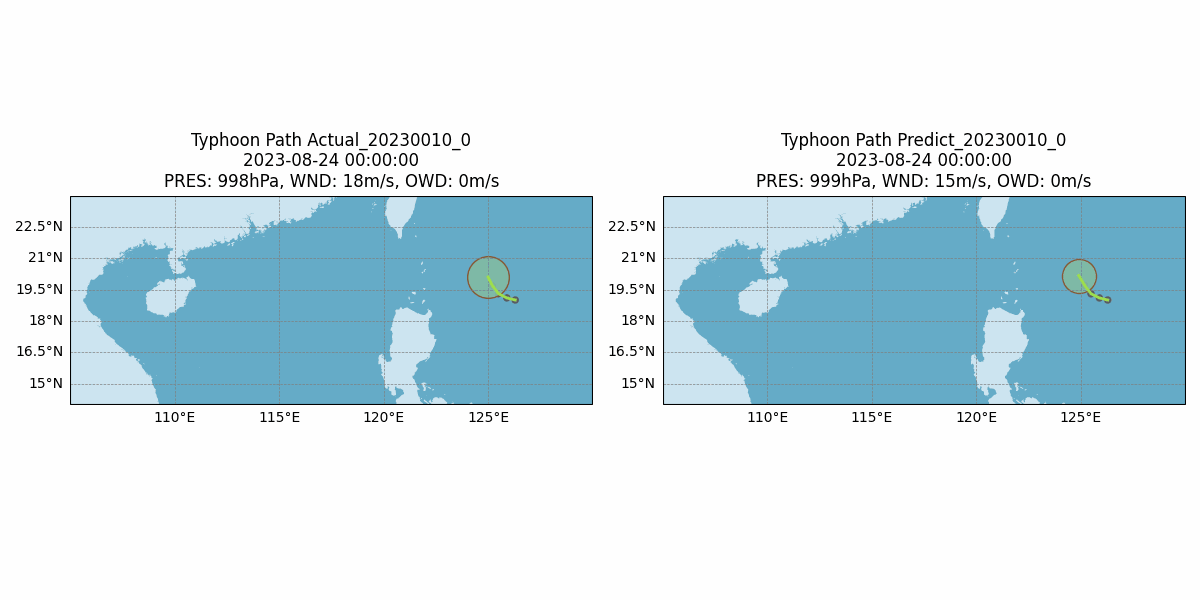 Typhoon Path Actual_20230010_0
2023-08-24 00:00:00
PRES: 998hPa, WND: 18m/s, OWD: 0m/s
22.5°N
21°N
19.5°N
18°N
16.5°N
15°N
110°E
115°E
120°E
125°E
Typhoon Path Predict_20230010_0
2023-08-24 00:00:00
PRES: 999hPa, WND: 15m/s, OWD: 0m/s
22.5°N
21°N
19.5°N
18°N
16.5°N
15°N
110°E
115°E
120°E
125°E